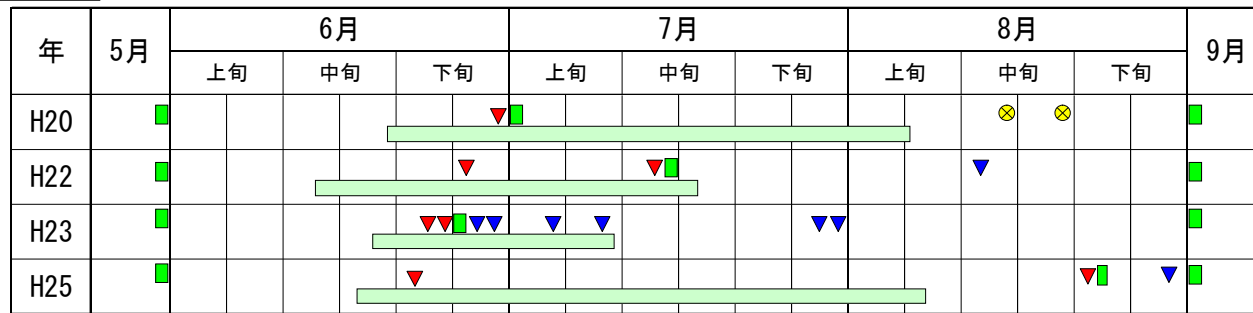 年 5月 6月 7月 8月 9月
上旬 中旬 下旬 上旬 中旬 下旬 上旬 中旬 下旬
H20
H22
H23
H25